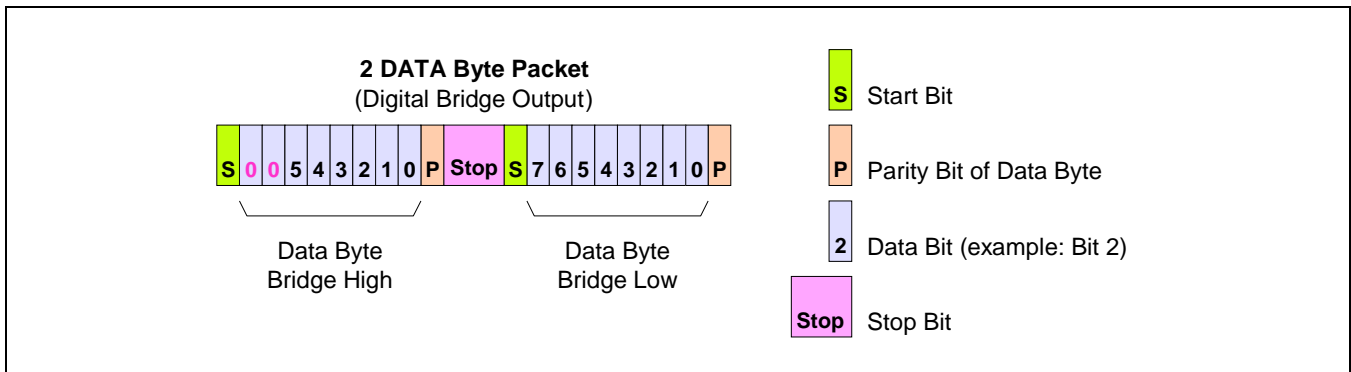 2 DATA Byte Packet
(Digital Bridge Output)
S 0 0 5 4 3 2 1 0 P Stop S 7 6 5 4 3 2 1 0 P
Data Byte
Bridge High
Data Byte
Bridge Low
S Start Bit
P Parity Bit of Data Byte
2 Data Bit (example: Bit 2)
Stop Stop Bit